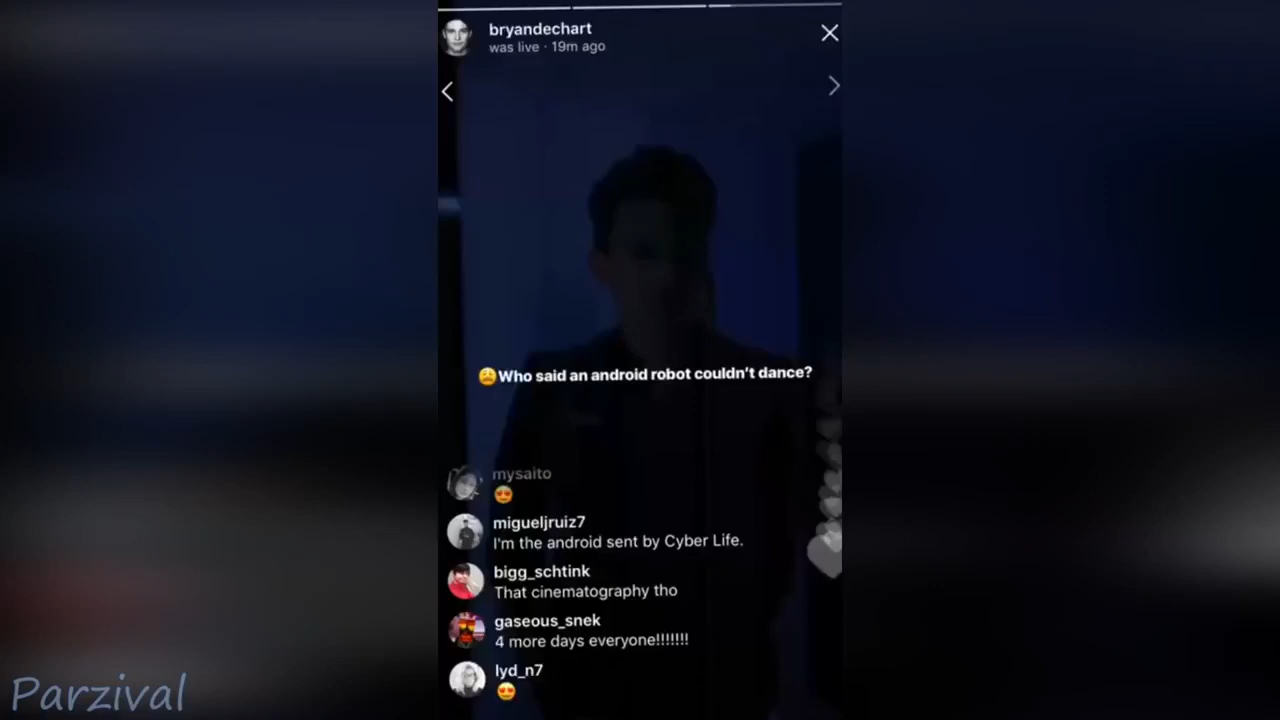 bryandechart
was live · 19m ago
😩Who said an android robot couldn't dance?
mysaito
😍
migueljruiz7
I'm the android sent by Cyber Life.
bigg_schtink
That cinematography tho
gaseous_snek
4 more days everyone!!!!!!!
lyd_n7
😍
Parzival